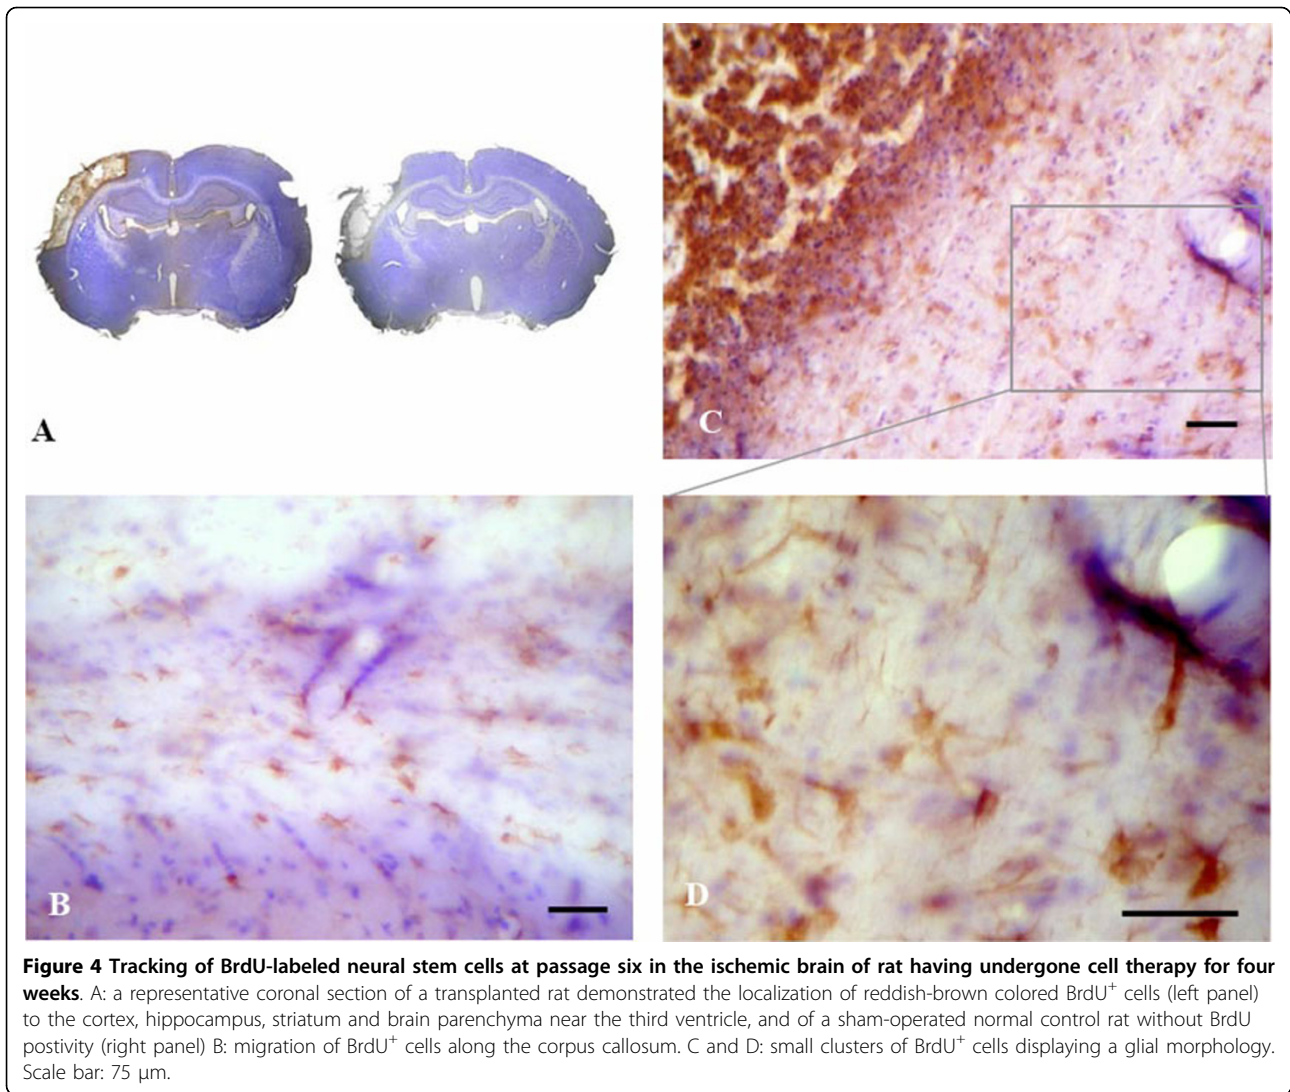 A
C
B
D
Figure 4 Tracking of BrdU-labeled neural stem cells at passage six in the ischemic brain of rat having undergone cell therapy for four
weeks. A: a representative coronal section of a transplanted rat demonstrated the localization of reddish-brown colored BrdU⁺ cells (left panel)
to the cortex, hippocampus, striatum and brain parenchyma near the third ventricle, and of a sham-operated normal control rat without BrdU
postivity (right panel) B: migration of BrdU⁺ cells along the corpus callosum. C and D: small clusters of BrdU⁺ cells displaying a glial morphology.
Scale bar: 75 μm.